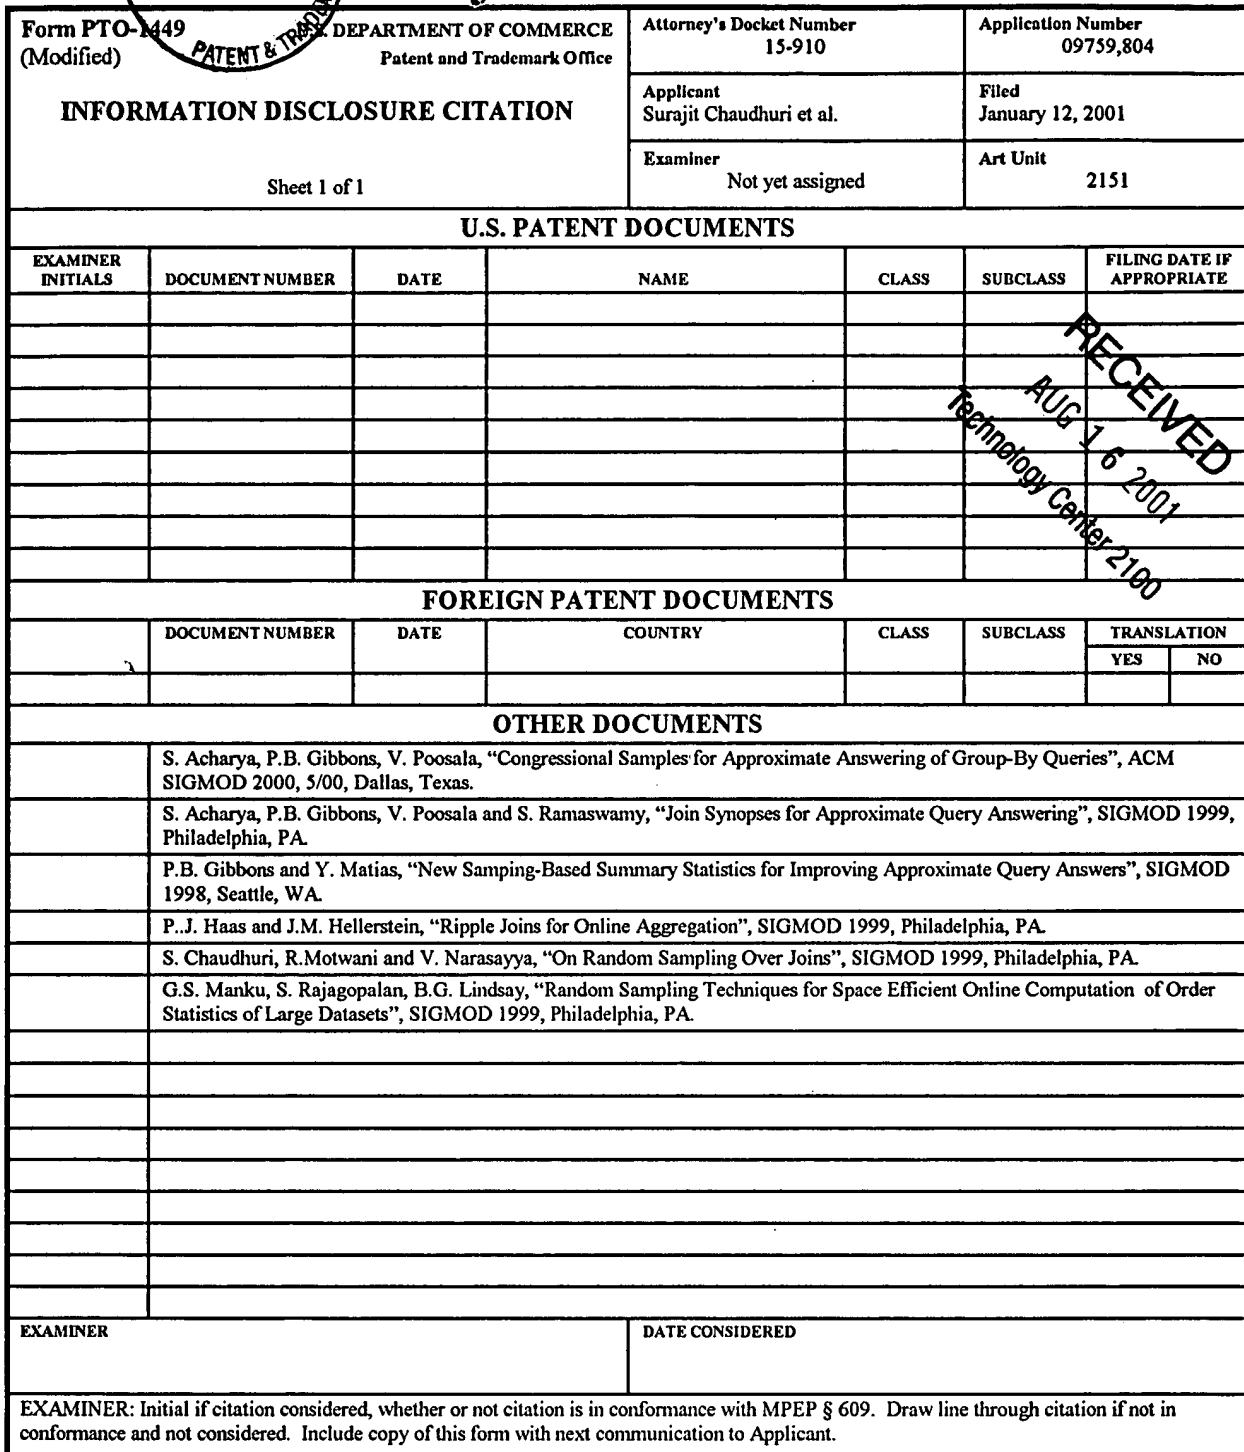 Form PTO-1449
(Modified)
PATENT &
DEPARTMENT OF COMMERCE
Patent and Trademark Office
INFORMATION DISCLOSURE CITATION
Sheet 1 of 1
Attorney's Docket Number
15-910
Application Number
09759,804
Applicant
Surajit Chaudhuri et al.
Filed
January 12, 2001
Examiner
Not yet assigned
Art Unit
2151
U.S. PATENT DOCUMENTS
EXAMINER
INITIALS
DOCUMENT NUMBER
DATE
NAME
CLASS
SUBCLASS
FILING DATE IF
APPROPRIATE
RECEIVED
AUG 16 2001
Technology Center 2100
FOREIGN PATENT DOCUMENTS
DOCUMENT NUMBER
DATE
COUNTRY
CLASS
SUBCLASS
TRANSLATION
YES
NO
OTHER DOCUMENTS
S. Acharya, P.B. Gibbons, V. Poosala, “Congressional Samples for Approximate Answering of Group-By Queries”, ACM
SIGMOD 2000, 5/00, Dallas, Texas.
S. Acharya, P.B. Gibbons, V. Poosala and S. Ramaswamy, “Join Synopses for Approximate Query Answering”, SIGMOD 1999,
Philadelphia, PA.
P.B. Gibbons and Y. Matias, “New Samping-Based Summary Statistics for Improving Approximate Query Answers”, SIGMOD
1998, Seattle, WA.
P..J. Haas and J.M. Hellerstein, “Ripple Joins for Online Aggregation”, SIGMOD 1999, Philadelphia, PA.
S. Chaudhuri, R.Motwani and V. Narasayya, “On Random Sampling Over Joins”, SIGMOD 1999, Philadelphia, PA.
G.S. Manku, S. Rajagopalan, B.G. Lindsay, “Random Sampling Techniques for Space Efficient Online Computation of Order
Statistics of Large Datasets”, SIGMOD 1999, Philadelphia, PA.
EXAMINER
DATE CONSIDERED
EXAMINER: Initial if citation considered, whether or not citation is in conformance with MPEP § 609. Draw line through citation if not in
conformance and not considered. Include copy of this form with next communication to Applicant.